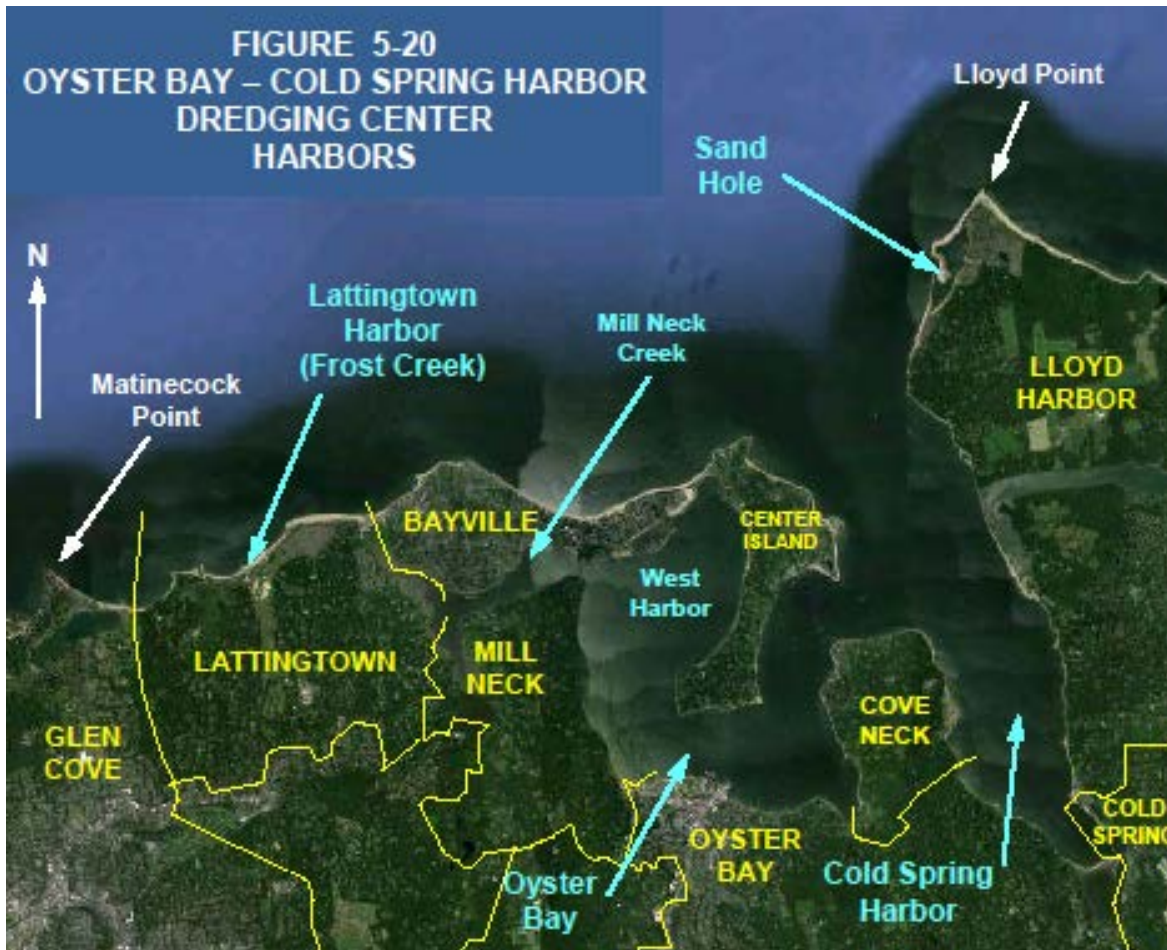 FIGURE 5-20
OYSTER BAY – COLD SPRING HARBOR
DREDGING CENTER
HARBORS
Lloyd Point
Sand
Hole
N
Lattingtown
Harbor
(Frost Creek)
Mill Neck
Creek
Matinecock
Point
LLOYD
HARBOR
BAYVILLE
CENTER
ISLAND
West
Harbor
LATTINGTOWN
MILL
NECK
COVE
NECK
GLEN
COVE
COLD
SPRING
OYSTER
BAY
Oyster
Bay
Cold Spring
Harbor